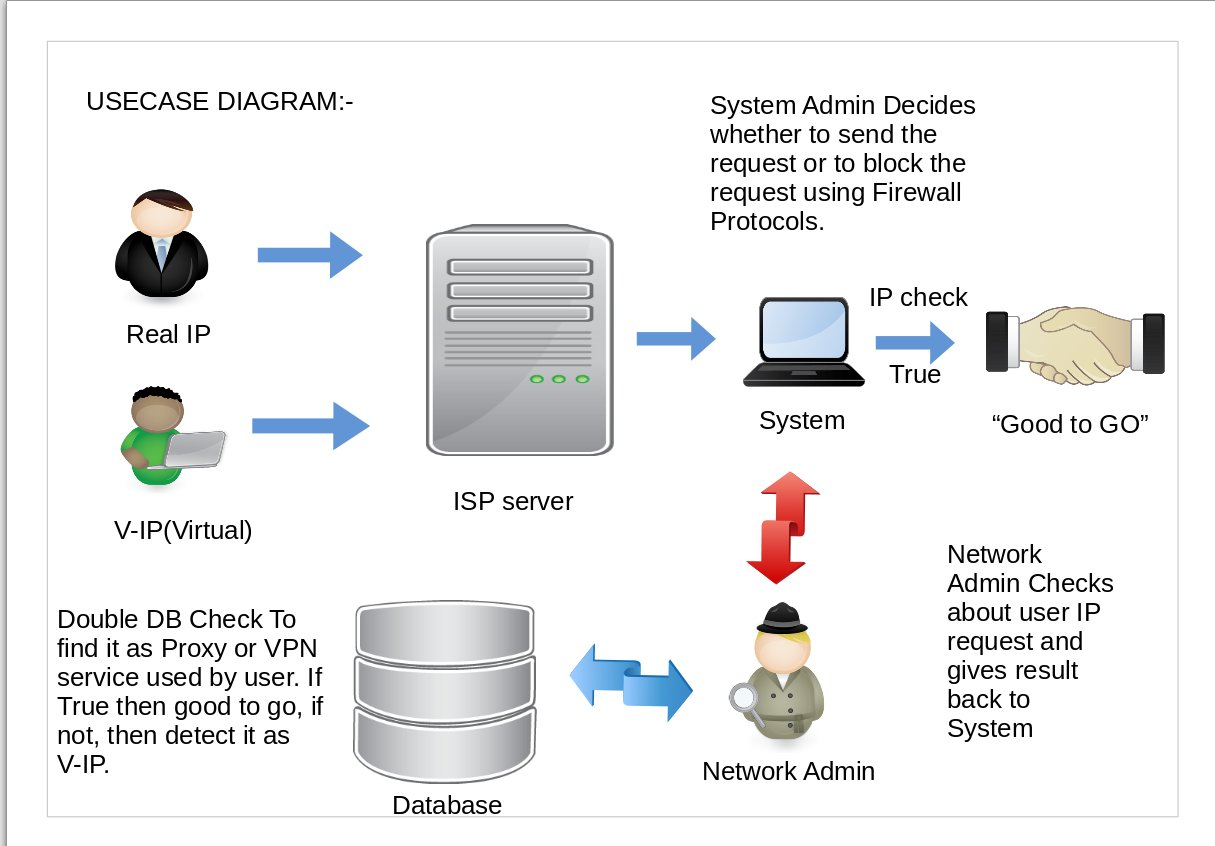 USECASE DIAGRAM:-
System Admin Decides
whether to send the
request or to block the
request using Firewall
Protocols.
Real IP
IP check
True
System
“Good to GO”
V-IP(Virtual)
ISP server
Network
Admin Checks
about user IP
request and
gives result
back to
System
Double DB Check To
find it as Proxy or VPN
service used by user. If
True then good to go, if
not, then detect it as
V-IP.
Network Admin
Database